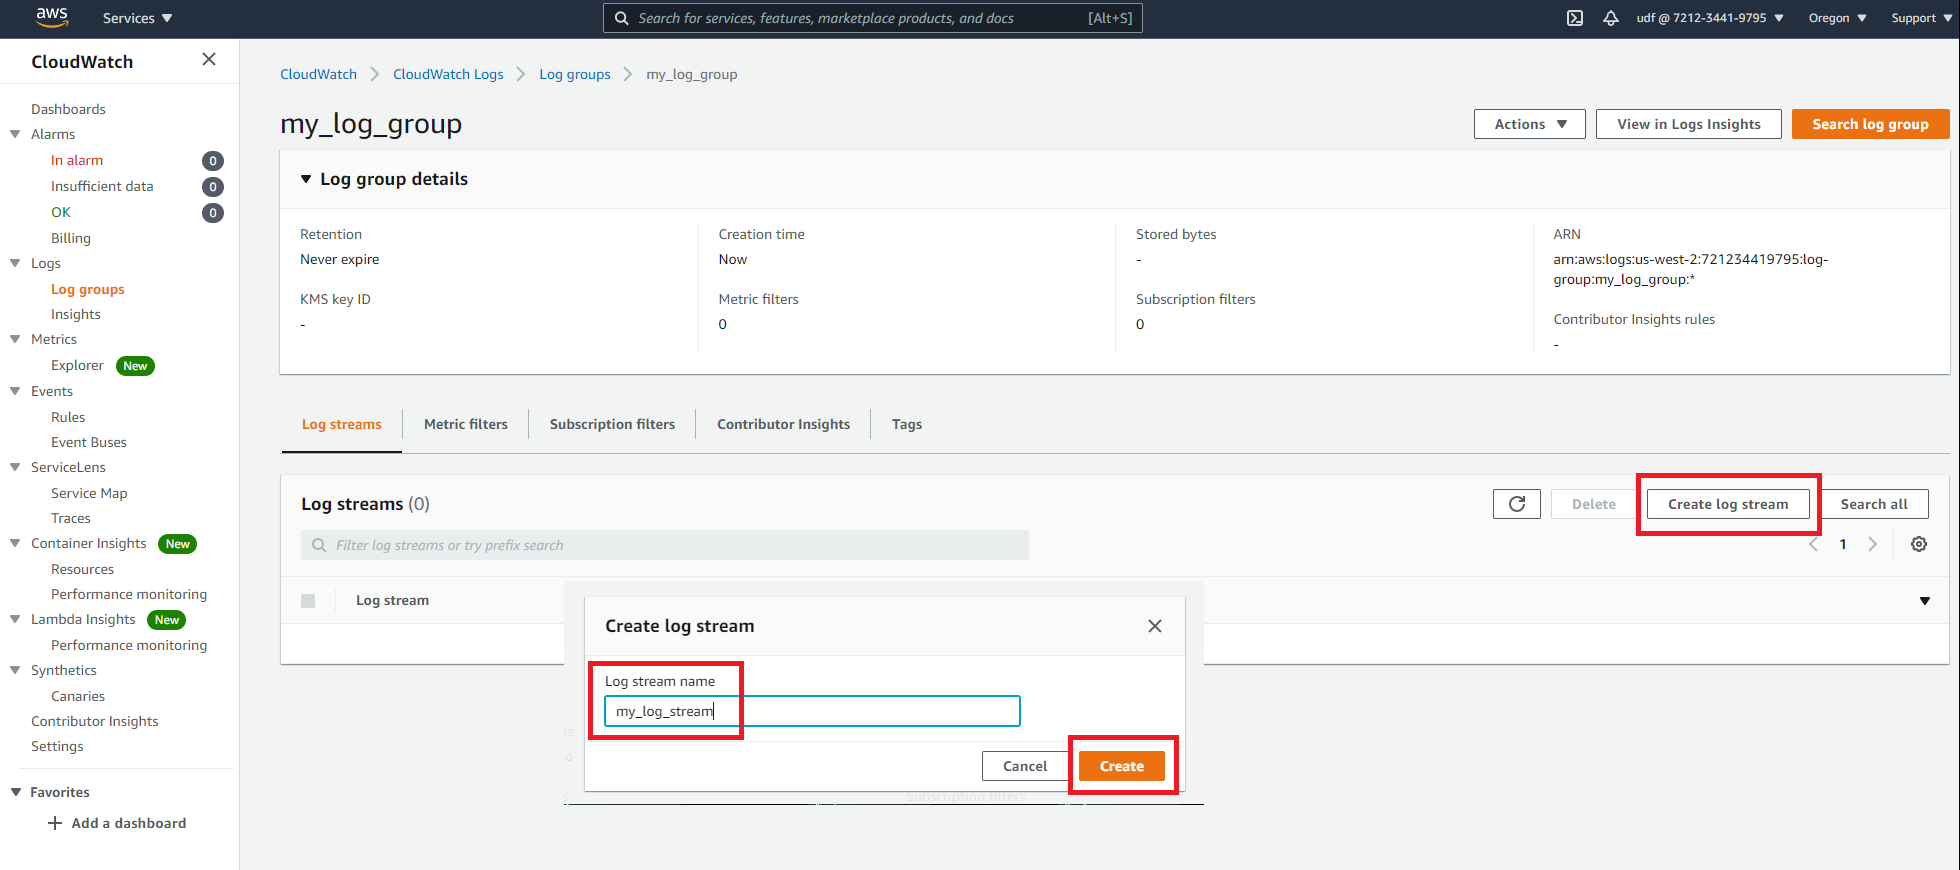 aws
Services
Search for services, features, marketplace products, and docs
[Alt+S]
udf @ 7212-3441-9795
Oregon
Support
CloudWatch
Dashboards
Alarms
In alarm 0
Insufficient data 0
OK 0
Billing
Logs
Log groups
Insights
Metrics
Explorer New
Events
Rules
Event Buses
ServiceLens
Service Map
Traces
Container Insights New
Resources
Performance monitoring
Lambda Insights New
Performance monitoring
Synthetics
Canaries
Contributor Insights
Settings
Favorites
Add a dashboard
CloudWatch
CloudWatch Logs
Log groups
my_log_group
my_log_group
Actions
View in Logs Insights
Search log group
Log group details
Retention
Never expire
KMS key ID
-
Creation time
Now
Metric filters
0
Stored bytes
-
Subscription filters
0
ARN
arn:aws:logs:us-west-2:721234419795:log-
group:my_log_group:*
Contributor Insights rules
-
Log streams
Metric filters
Subscription filters
Contributor Insights
Tags
Log streams (0)
Delete
Create log stream
Search all
Filter log streams or try prefix search
1
Log stream
Create log stream
Log stream name
my_log_stream
Cancel
Create
Subscription filters